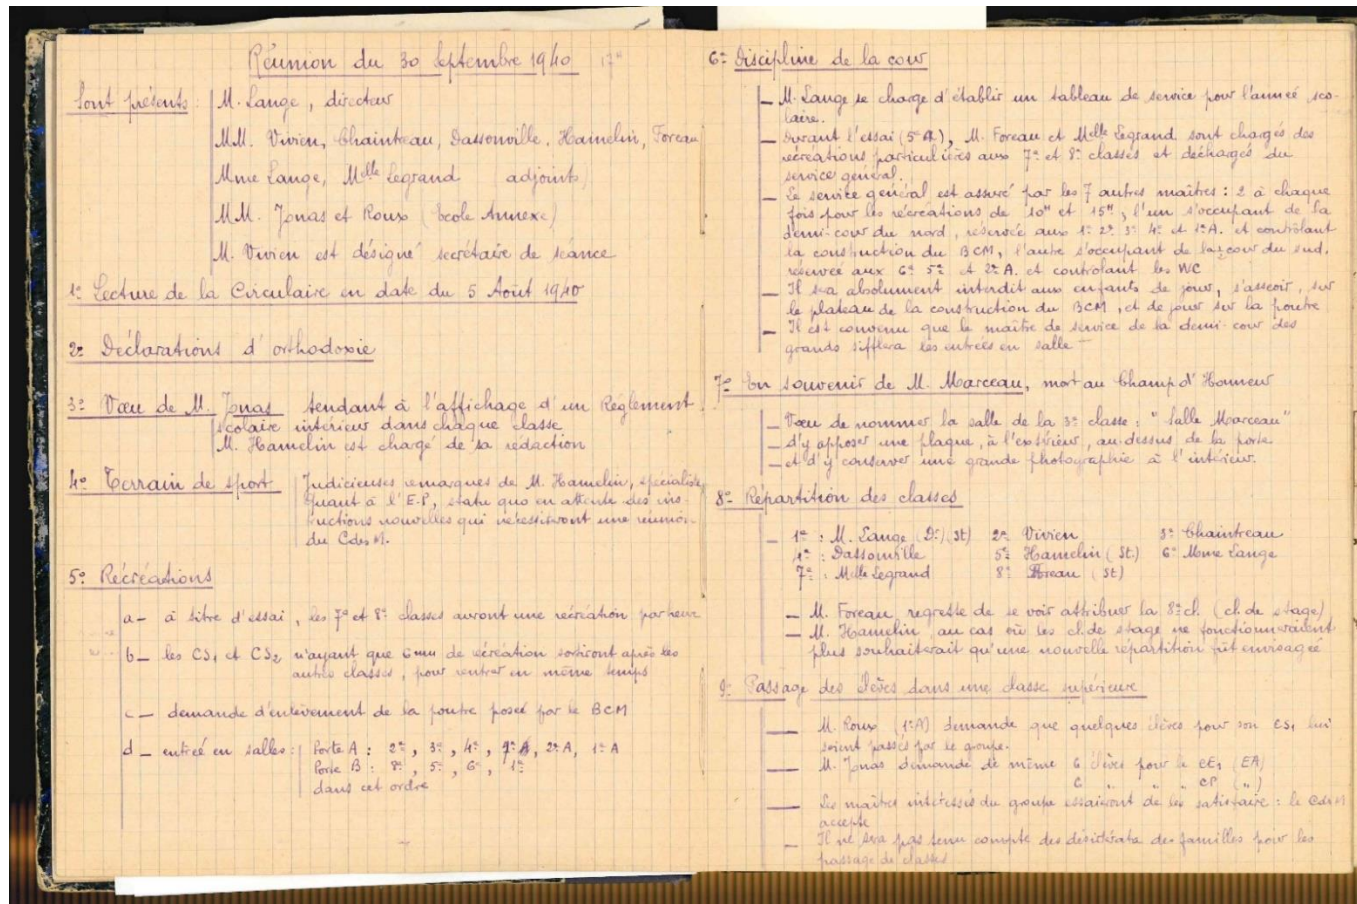 Réunion du 30 Septembre 1940 17H
Sont présents : M. Lange, directeur
MM. Vivien, Chaintreau, Dassonville, Hamelin, Foreau
Mme Lange, Melle Legrand (adjoints)
MM. Jonas et Roux (Ecole Annexe)
M. Vivien est désigné secrétaire de séance
1º Lecture de la Circulaire en date du 5 Août 1940
2º Déclarations d'orthodoxie
3º Vœu de M. Jonas tendant à l'affichage d'un Réglement
scolaire intérieur dans chaque classe
M. Hamelin est chargé de sa rédaction
4º Terrain de sport Judicieuses remarques de M. Hamelin, spécialiste
Quant à l'E.P, statu quo en attente des ins-
tructions nouvelles qui nécessiteront une réunion
du CdesM.
5º Récréations
a - à titre d'essai, les 7e et 8e classes auront une récréation par heure
b - les CS1 et CS2 n'ayant que 6mn de récréation sortiront après les
autres classes, pour rentrer en même temps
c - demande d'enlèvement de la poutre posée par le BCM
d - entrée en salles : Porte A : 2e, 3e, 4e, 7e, 2e A, 1e A
Porte B : 8e, 5e, 6e, 1e
dans cet ordre
6º Discipline de la cour
- M. Lange se charge d'établir un tableau de service pour l'année sco-
laire.
- Durant l'essai (5º A), M. Foreau et Melle Legrand sont chargés des
récréations particulières aux 7e et 8e classes et déchargés du
service général.
- Le service général est assuré par les 7 autres maîtres : 2 à chaque
fois pour les récréations de 10H et 15H, l'un s'occupant de la
demi-cour du nord, réservée aux 1e 2e 3e 4e et 1e A. et contrôlant
la construction du BCM, l'autre s'occupant de la ½ cour du sud,
réservée aux 6e 5e et 2e A. et contrôlant les WC
- Il sera absolument interdit aux enfants de jouer, s'asseoir, sur
le plateau de la construction du BCM, et de jouer sur la poutre
- Il est convenu que le maître de service de la demi-cour des
grands sifflera les entrées en salle -
7º En souvenir de M. Marceau, mort au Champ d'Honneur
- Vœu de nommer la salle de la 3e classe : "Salle Marceau"
- d'y apposer une plaque, à l'extérieur, au dessus de la porte
- et d'y conserver une grande photographie à l'intérieur.
8º Répartition des classes
- 1e : M. Lange (Dr) (St) 2e Vivien 3e Chaintreau
4e : Dassonville 5e Hamelin (St.) 6e Mme Lange
7e : Melle Legrand 8e Foreau (St)
- M. Foreau regrette de se voir attribuer la 8e cl. (cl. de stage)
- M. Hamelin, au cas où les cl. de stage ne fonctionneraient
plus souhaiterait qu'une nouvelle répartition fût envisagée
9º Passage des élèves dans une classe supérieure
- M. Roux (1e A) demande que quelques élèves pour son CS1 lui
soient passés par le groupe.
- M. Jonas demande de même 6 élèves pour le CE1 (EA)
6 " " " CP (")
- Les maîtres intéressés du groupe essaieront de les satisfaire : le CdesM
accepte
- Il ne sera pas tenu compte des désidérata des familles pour les
passage de classes